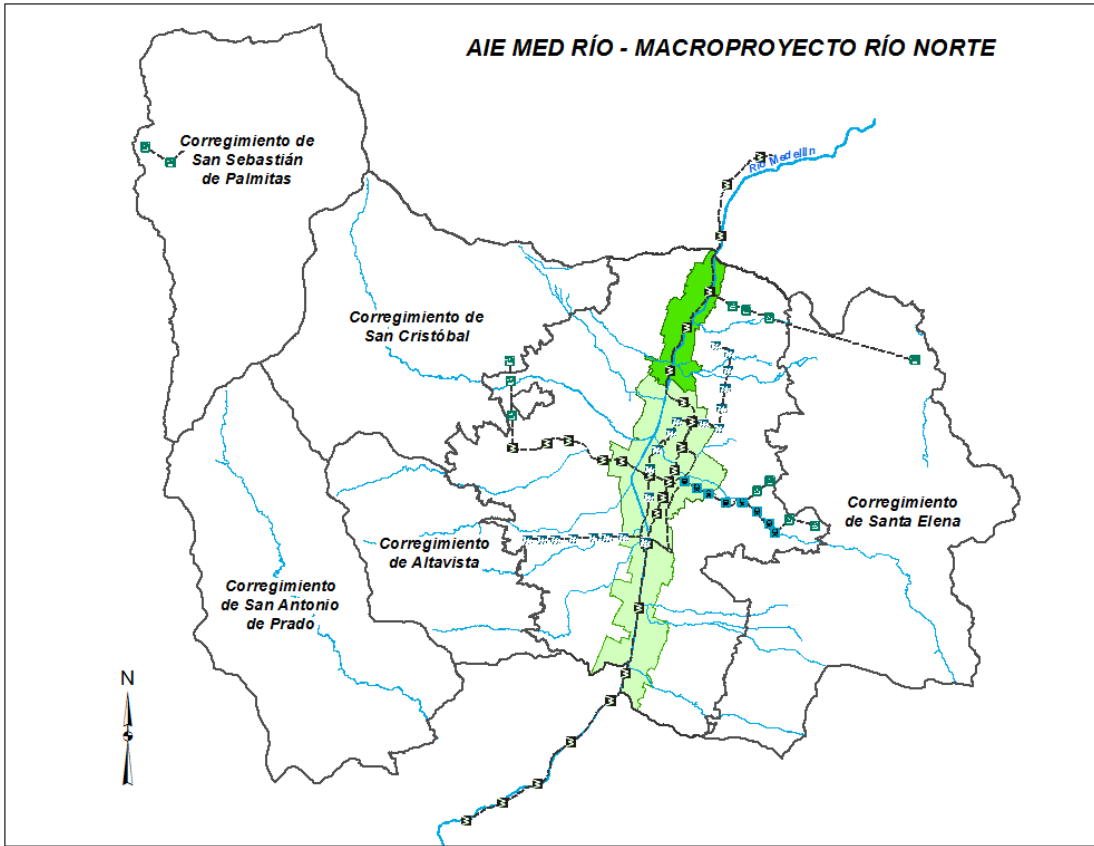 AIE MED RÍO - MACROPROYECTO RÍO NORTE
Corregimiento de
San Sebastián
de Palmitas
Río Medellín
Corregimiento de
San Cristóbal
Corregimiento
de Santa Elena
Corregimiento
de Altavista
Corregimiento
de San Antonio
de Prado
N